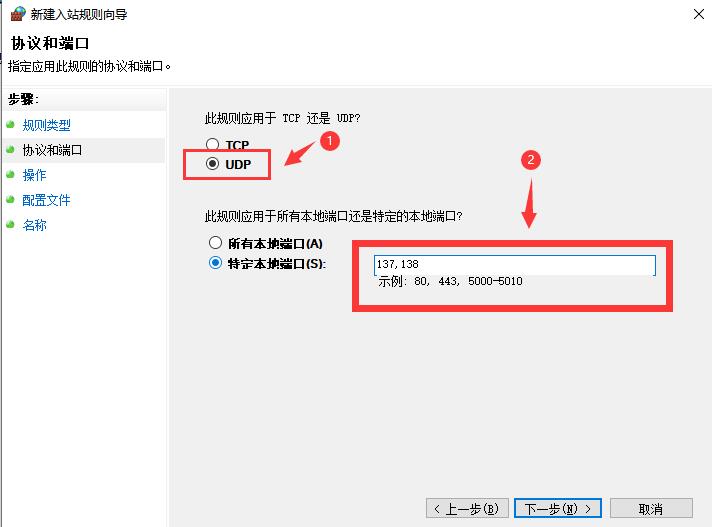 新建入站规则向导
协议和端口
指定应用此规则的协议和端口。
步骤:
规则类型
协议和端口
操作
配置文件
名称
此规则应用于 TCP 还是 UDP?
TCP
1
UDP
2
此规则应用于所有本地端口还是特定的本地端口?
所有本地端口(A)
特定本地端口(S):
137,138
示例: 80, 443, 5000-5010
< 上一步(B)
下一步(N) >
取消